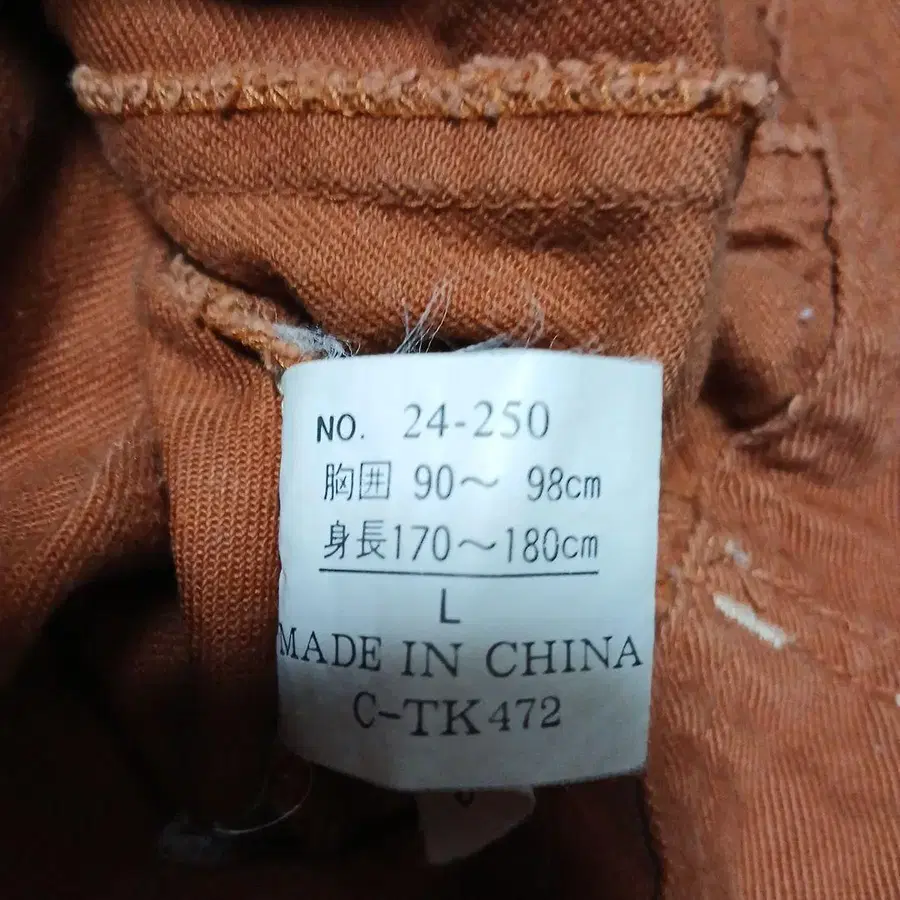 NO. 24-250
胸囲 90～ 98cm
身長170～180cm
L
MADE IN CHINA
C-TK472